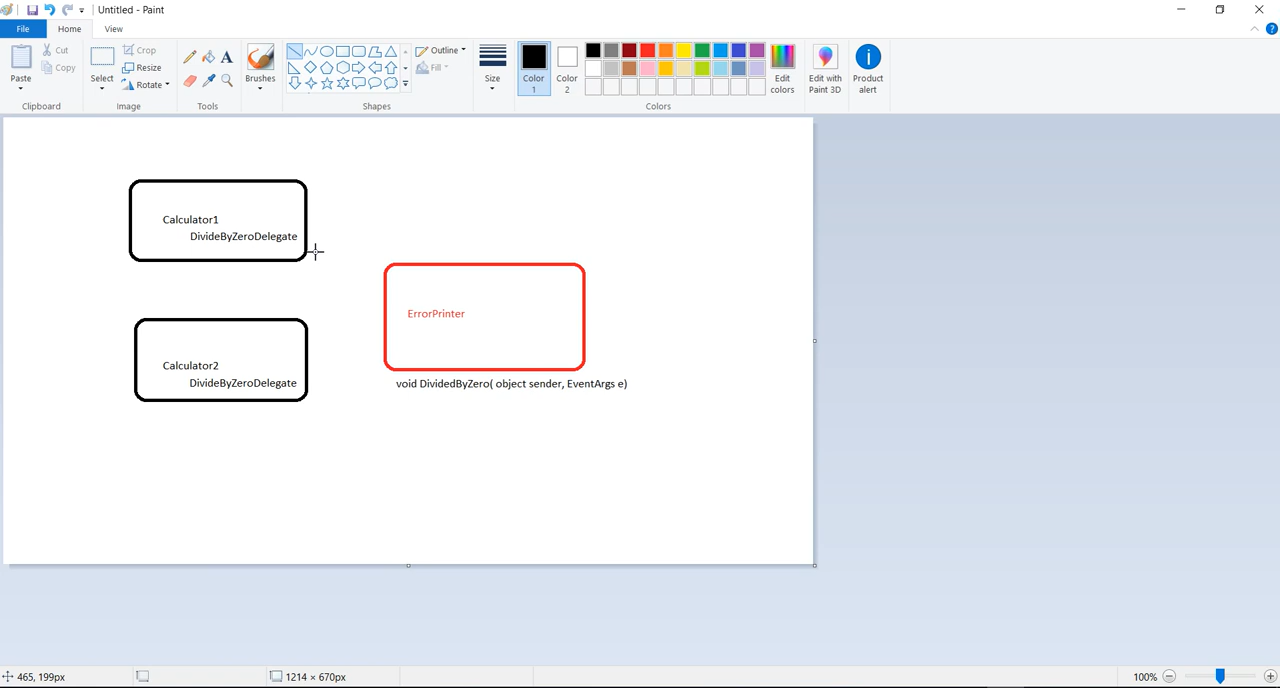 Untitled - Paint
File
Home
View
Paste
Cut
Copy
Clipboard
Select
Crop
Resize
Rotate
Image
A
Tools
Brushes
Outline
Fill
Shapes
Size
Color
1
Color
2
Edit
colors
Colors
Edit with
Paint 3D
Product
alert
Calculator1
DivideByZeroDelegate
ErrorPrinter
Calculator2
DivideByZeroDelegate
void DividedByZero( object sender, EventArgs e)
465, 199px
1214 × 670px
100%